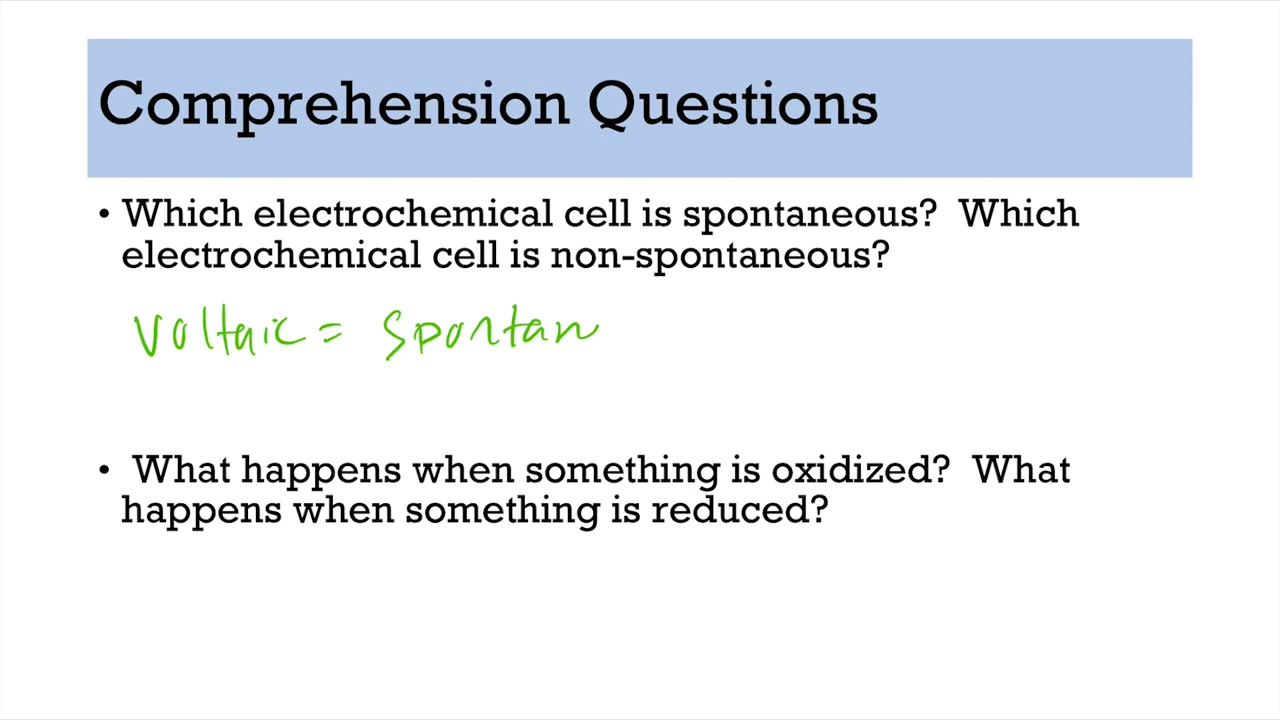 Comprehension Questions
• Which electrochemical cell is spontaneous? Which
electrochemical cell is non-spontaneous?
Voltaic = spontan
• What happens when something is oxidized? What
happens when something is reduced?